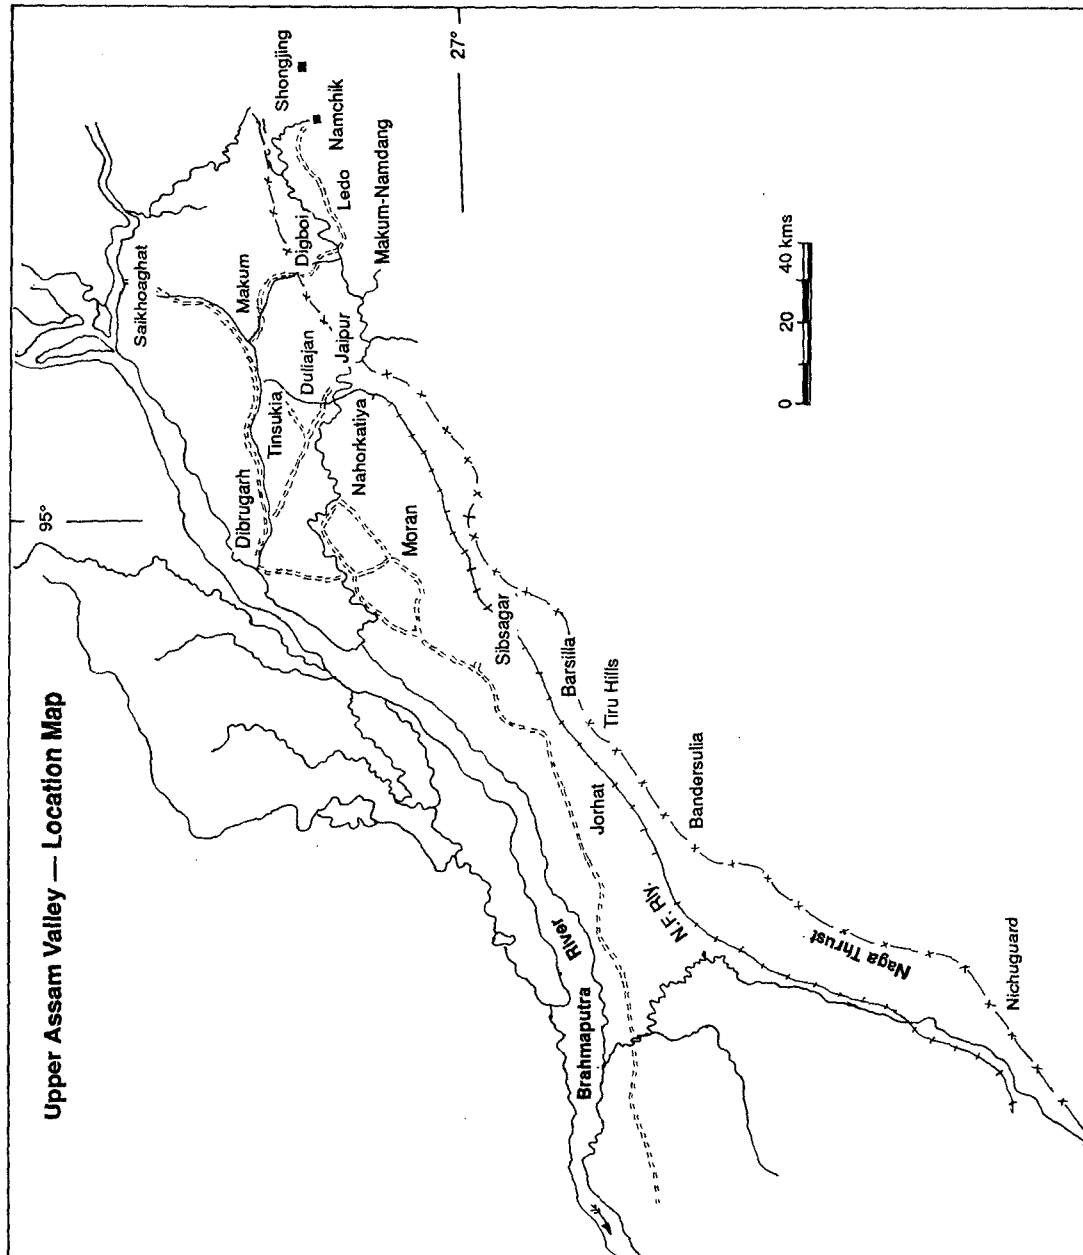 Upper Assam Valley — Location Map
95°
27°
Saikhoaghat
Shongjing
Namchik
Ledo
Makum-Namdang
Digboi
Makum
Duliajan
Jaipur
Tinsukia
Nahorkatiya
Dibrugarh
Moran
Sibsagar
Barsilla
Tiru Hills
Jorhat
Bandersulia
N.F. Rly.
Naga Thrust
Nichuguard
Brahmaputra
River
0
20
40 kms